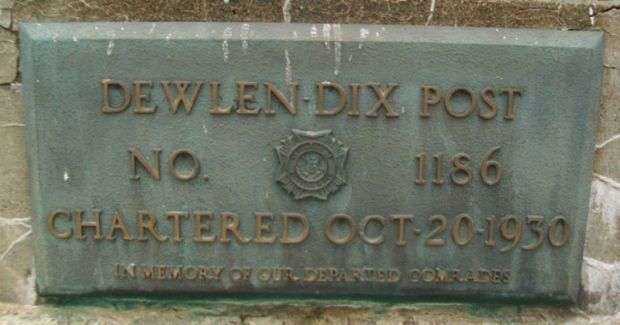 DEWLEN·DIX POST
NO. 1186
CHARTERED OCT·20·1930
IN MEMORY OF OUR DEPARTED COMRADES